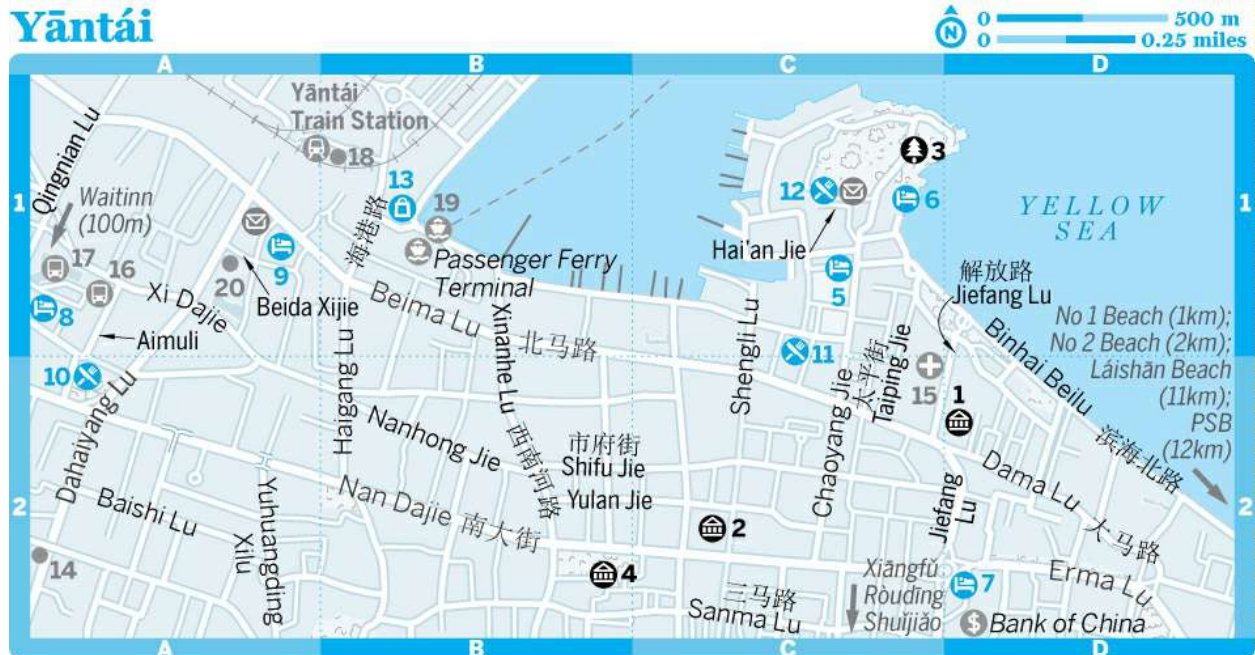 Yāntái
0 500 m
0 0.25 miles
N
A
B
C
D
1
2
1
2
Yāntái
Train Station
18
13
19
Passenger Ferry
Terminal
海港路
Qingnian Lu
Waitinn
(100m)
17
16
20
9
8
Xi Dajie
Beida Xijie
Aimuli
10
Dahaiyang Lu
Haigang Lu
Beima Lu
北马路
Xinanhe Lu
西南河路
Nanhong Jie
市府街
Shifu Jie
Yulan Jie
Nan Dajie 南大街
Baishi Lu
Yuhuangding
Xilu
14
4
2
3
12
6
Hai'an Jie
5
YELLOW
SEA
解放路
Jiefang Lu
Binhai Beilu
滨海北路
No 1 Beach (1km);
No 2 Beach (2km);
Láishān Beach
(11km);
PSB
(12km)
Shengli Lu
11
Chaoyang Jie
太平街
Taiping Jie
15
1
Dama Lu
大马路
Jiefang
Lu
Xiāngfǔ
Ròudīng
Shuǐjiǎo
三马路
Sanma Lu
7
Erma Lu
$ Bank of China